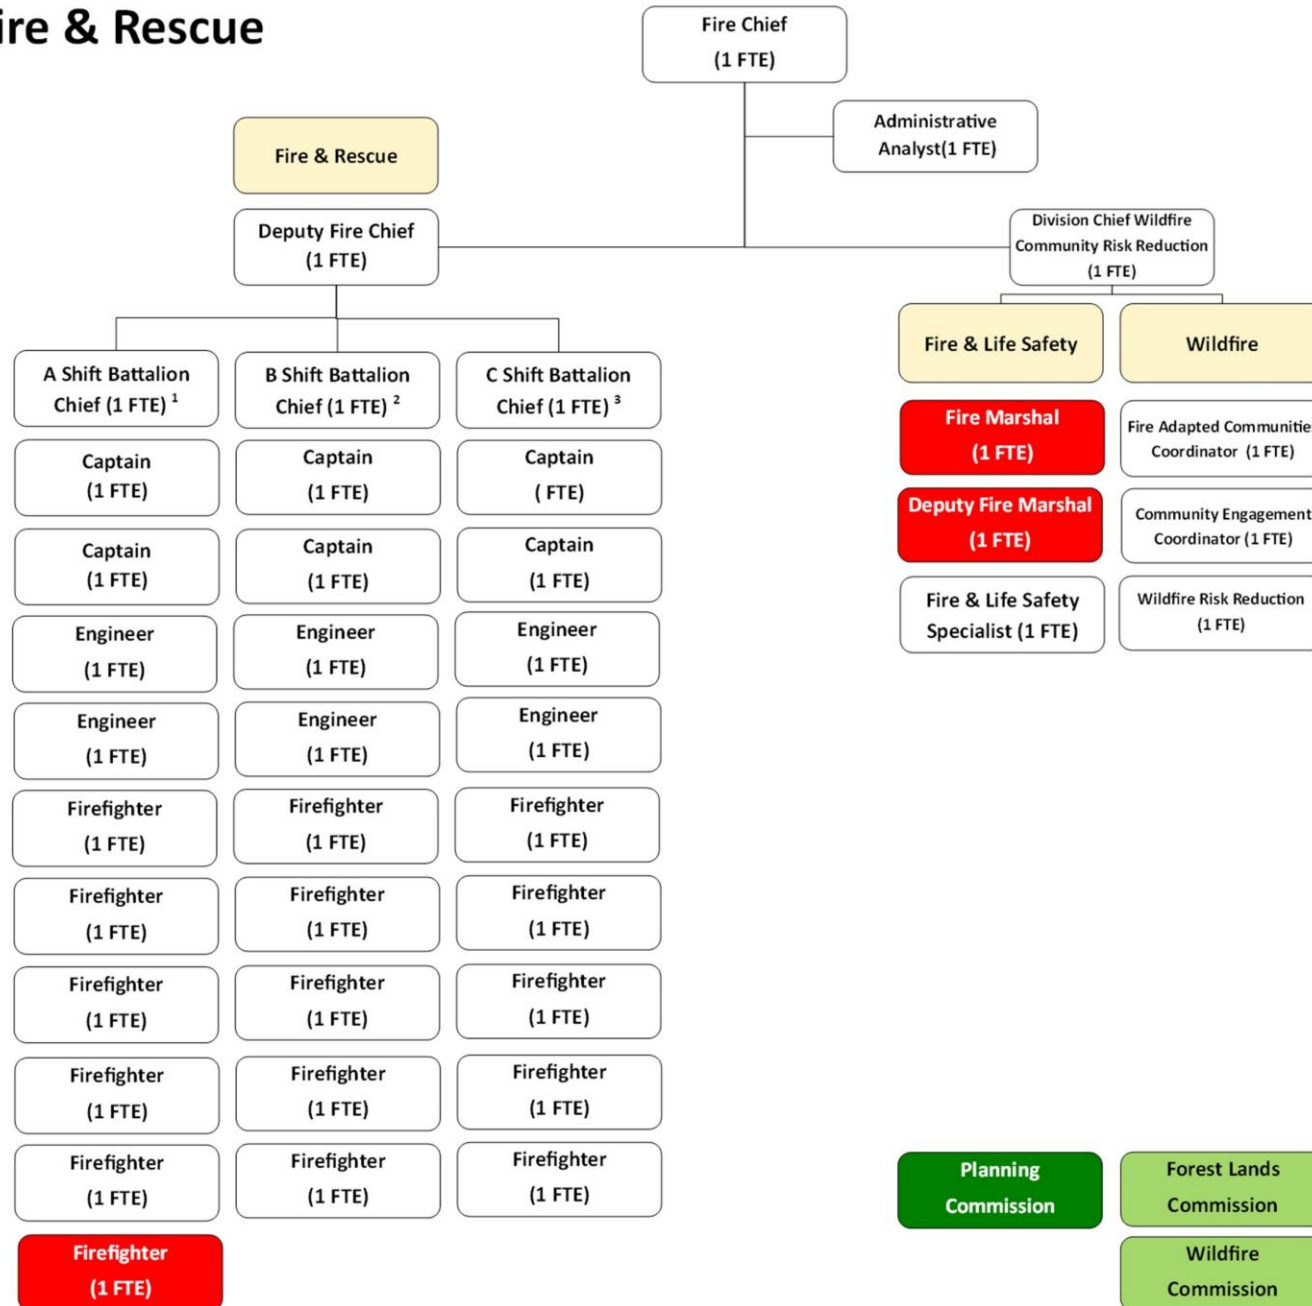 ire & Rescue
Fire Chief
(1 FTE)
Administrative
Analyst(1 FTE)
Fire & Rescue
Deputy Fire Chief
(1 FTE)
Division Chief Wildfire
Community Risk Reduction
(1 FTE)
A Shift Battalion
Chief (1 FTE) 1
Captain
(1 FTE)
Captain
(1 FTE)
Engineer
(1 FTE)
Engineer
(1 FTE)
Firefighter
(1 FTE)
Firefighter
(1 FTE)
Firefighter
(1 FTE)
Firefighter
(1 FTE)
Firefighter
(1 FTE)
Firefighter
(1 FTE)
B Shift Battalion
Chief (1 FTE) 2
Captain
(1 FTE)
Captain
(1 FTE)
Engineer
(1 FTE)
Engineer
(1 FTE)
Firefighter
(1 FTE)
Firefighter
(1 FTE)
Firefighter
(1 FTE)
Firefighter
(1 FTE)
Firefighter
(1 FTE)
C Shift Battalion
Chief (1 FTE) 3
Captain
( FTE)
Captain
(1 FTE)
Engineer
(1 FTE)
Engineer
(1 FTE)
Firefighter
(1 FTE)
Firefighter
(1 FTE)
Firefighter
(1 FTE)
Firefighter
(1 FTE)
Firefighter
(1 FTE)
Fire & Life Safety
Fire Marshal
(1 FTE)
Deputy Fire Marshal
(1 FTE)
Fire & Life Safety
Specialist (1 FTE)
Wildfire
Fire Adapted Communitie
Coordinator (1 FTE)
Community Engagement
Coordinator (1 FTE)
Wildfire Risk Reduction
(1 FTE)
Planning
Commission
Forest Lands
Commission
Wildfire
Commission